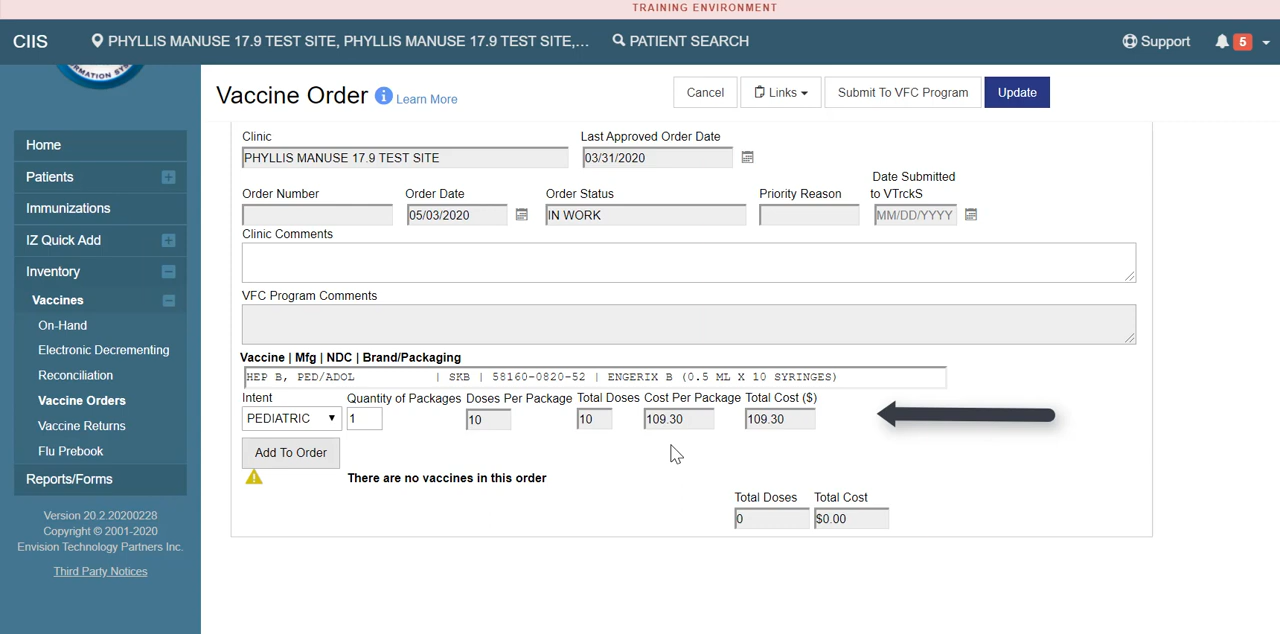 TRAINING ENVIRONMENT
CIIS PHYLLIS MANUSE 17.9 TEST SITE, PHYLLIS MANUSE 17.9 TEST SITE,... PATIENT SEARCH Support 5
Vaccine Order i Learn More Cancel Links Submit To VFC Program Update
Home
Patients
Immunizations
IZ Quick Add
Inventory
Vaccines
On-Hand
Electronic Decrementing
Reconciliation
Vaccine Orders
Vaccine Returns
Flu Prebook
Reports/Forms
Version 20.2.20200228
Copyright © 2001-2020
Envision Technology Partners Inc.
Third Party Notices
Clinic Last Approved Order Date
PHYLLIS MANUSE 17.9 TEST SITE 03/31/2020
Order Number Order Date Order Status Priority Reason Date Submitted
to VTrckS
05/03/2020 IN WORK MM/DD/YYYY
Clinic Comments
VFC Program Comments
Vaccine | Mfg | NDC | Brand/Packaging
HEP B, PED/ADOL | SKB | 58160-0820-52 | ENGERIX B (0.5 ML X 10 SYRINGES)
Intent Quantity of Packages Doses Per Package Total Doses Cost Per Package Total Cost ($)
PEDIATRIC 1 10 10 109.30 109.30
Add To Order
There are no vaccines in this order
Total Doses Total Cost
0 $0.00